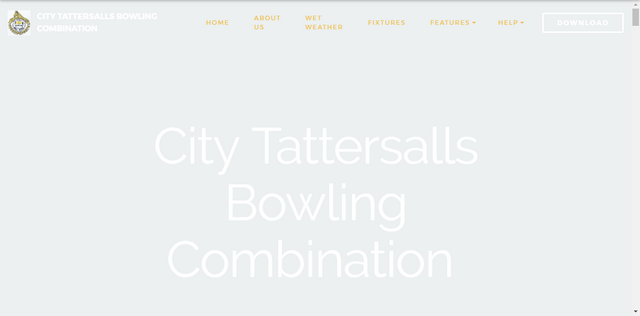 CITY TATTERSALLS BOWLING
COMBINATION
HOME
ABOUT
US
WET
WEATHER
FIXTURES
FEATURES
HELP
DOWNLOAD
City Tattersalls
Bowling
Combination